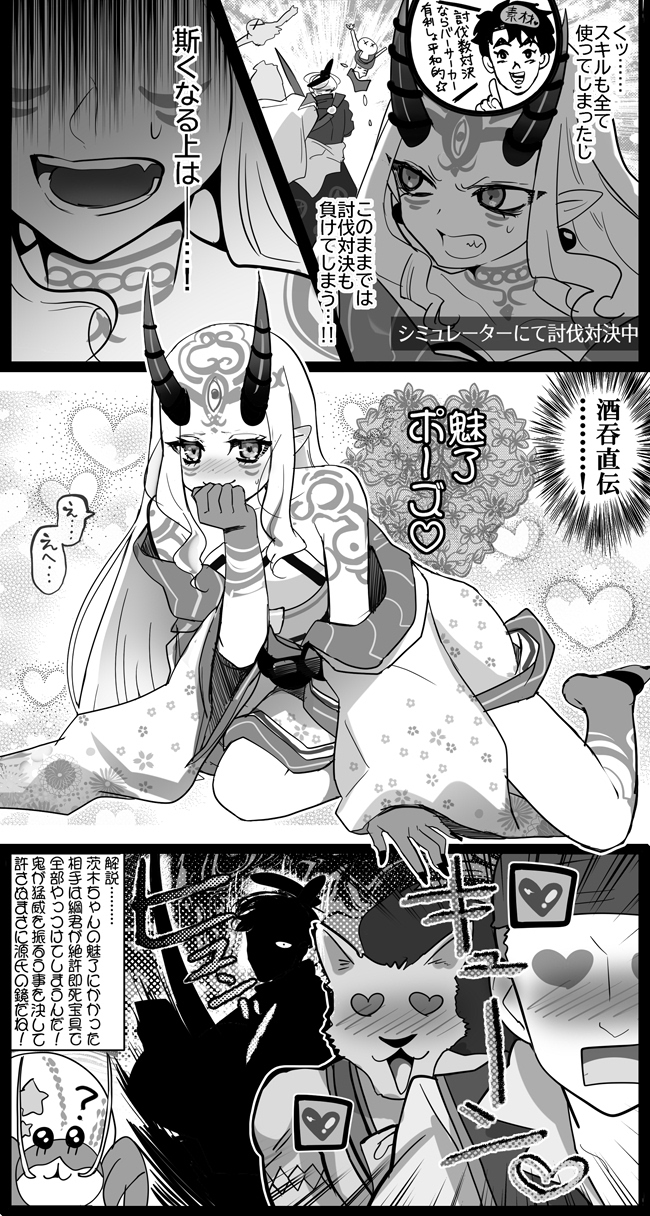 くッ……
スキルも全て
使ってしまったし
素材。
討伐数対決
ならバーサーカー
有利しょ平和的☆
このままでは
討伐対決も
負けてしまう…!!
シミュレーターにて討伐対決中
斯くなる上は
………!
酒呑直伝
………!
魅了
ポーズ♡
え…
えへ…
キュ
ーン
解説………
茨木ちゃんの魅了にかかった
相手は綱君が絶許即死宝具で
全部やっつけてしまうんだ!
鬼が猛威を振るう事を決して
許さぬまさに源氏の鏡だね!
?